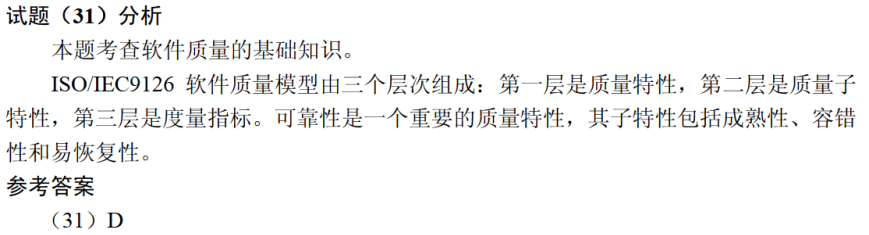 试题（31）分析
本题考查软件质量的基础知识。
ISO/IEC9126 软件质量模型由三个层次组成：第一层是质量特性，第二层是质量子
特性，第三层是度量指标。可靠性是一个重要的质量特性，其子特性包括成熟性、容错
性和易恢复性。
参考答案
（31）D